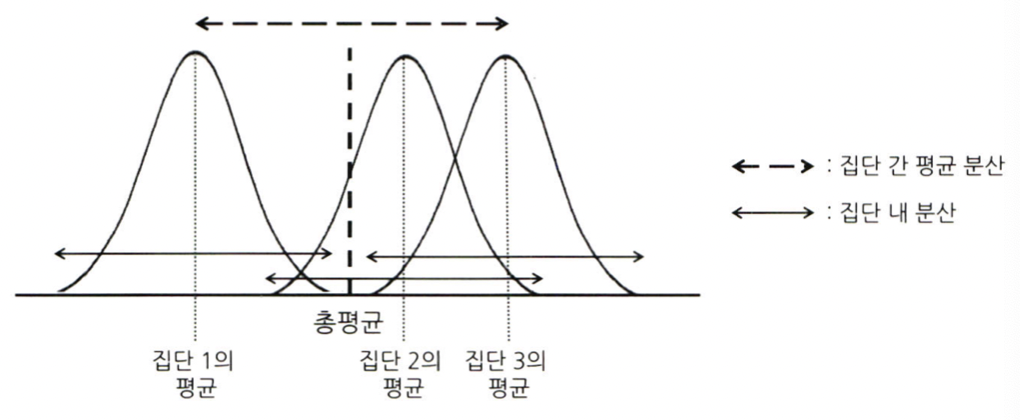 : 집단 간 평균 분산
: 집단 내 분산
총평균
집단 1의
평균
집단 2의
평균
집단 3의
평균